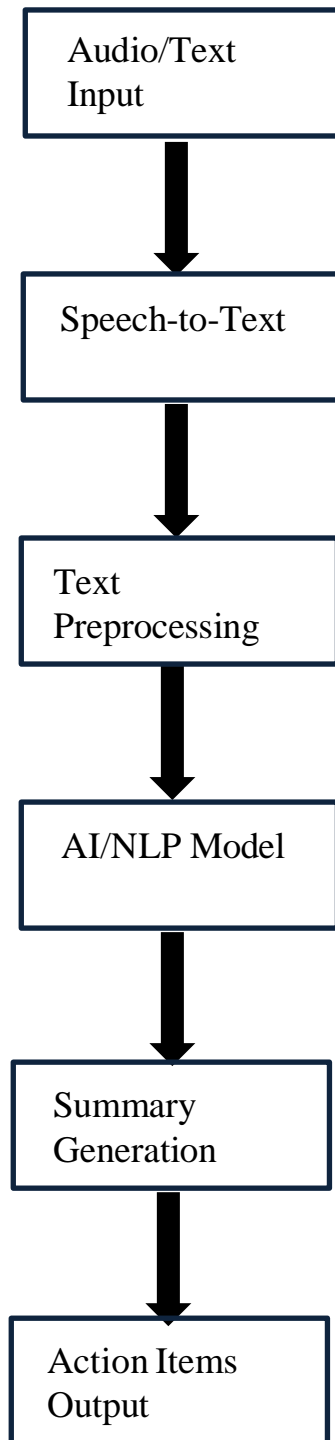 Audio/Text
Input
Speech-to-Text
Text
Preprocessing
AI/NLP Model
Summary
Generation
Action Items
Output